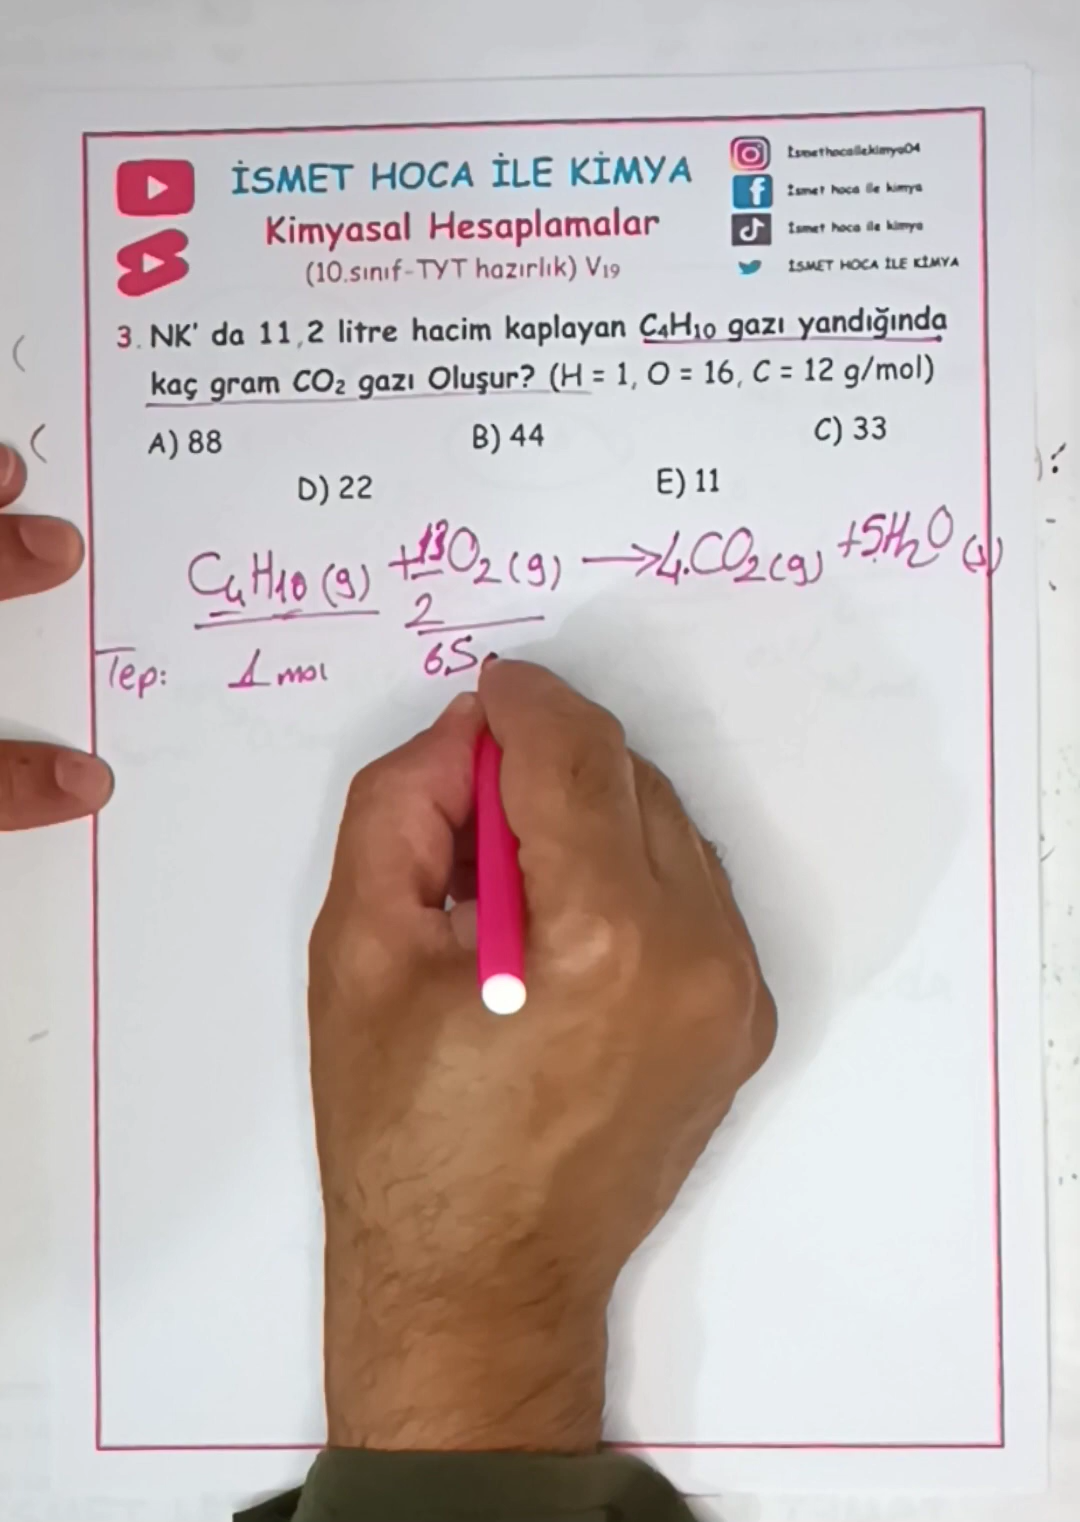 İSMET HOCA İLE KİMYA
Kimyasal Hesaplamalar
(10.sınıf-TYT hazırlık) V19
İsmethocailekimya04
İsmet hoca ile kimya
İsmet hoca ile kimya
İSMET HOCA İLE KİMYA
3. NK' da 11,2 litre hacim kaplayan C₄H₁₀ gazı yandığında
kaç gram CO₂ gazı Oluşur? (H = 1, O = 16, C = 12 g/mol)
A) 88 B) 44 C) 33
D) 22 E) 11
C₄H₁₀(g) + 13/2 O₂(g) → 4.CO₂(g) + 5H₂O
Tep: 1 mol 6,5